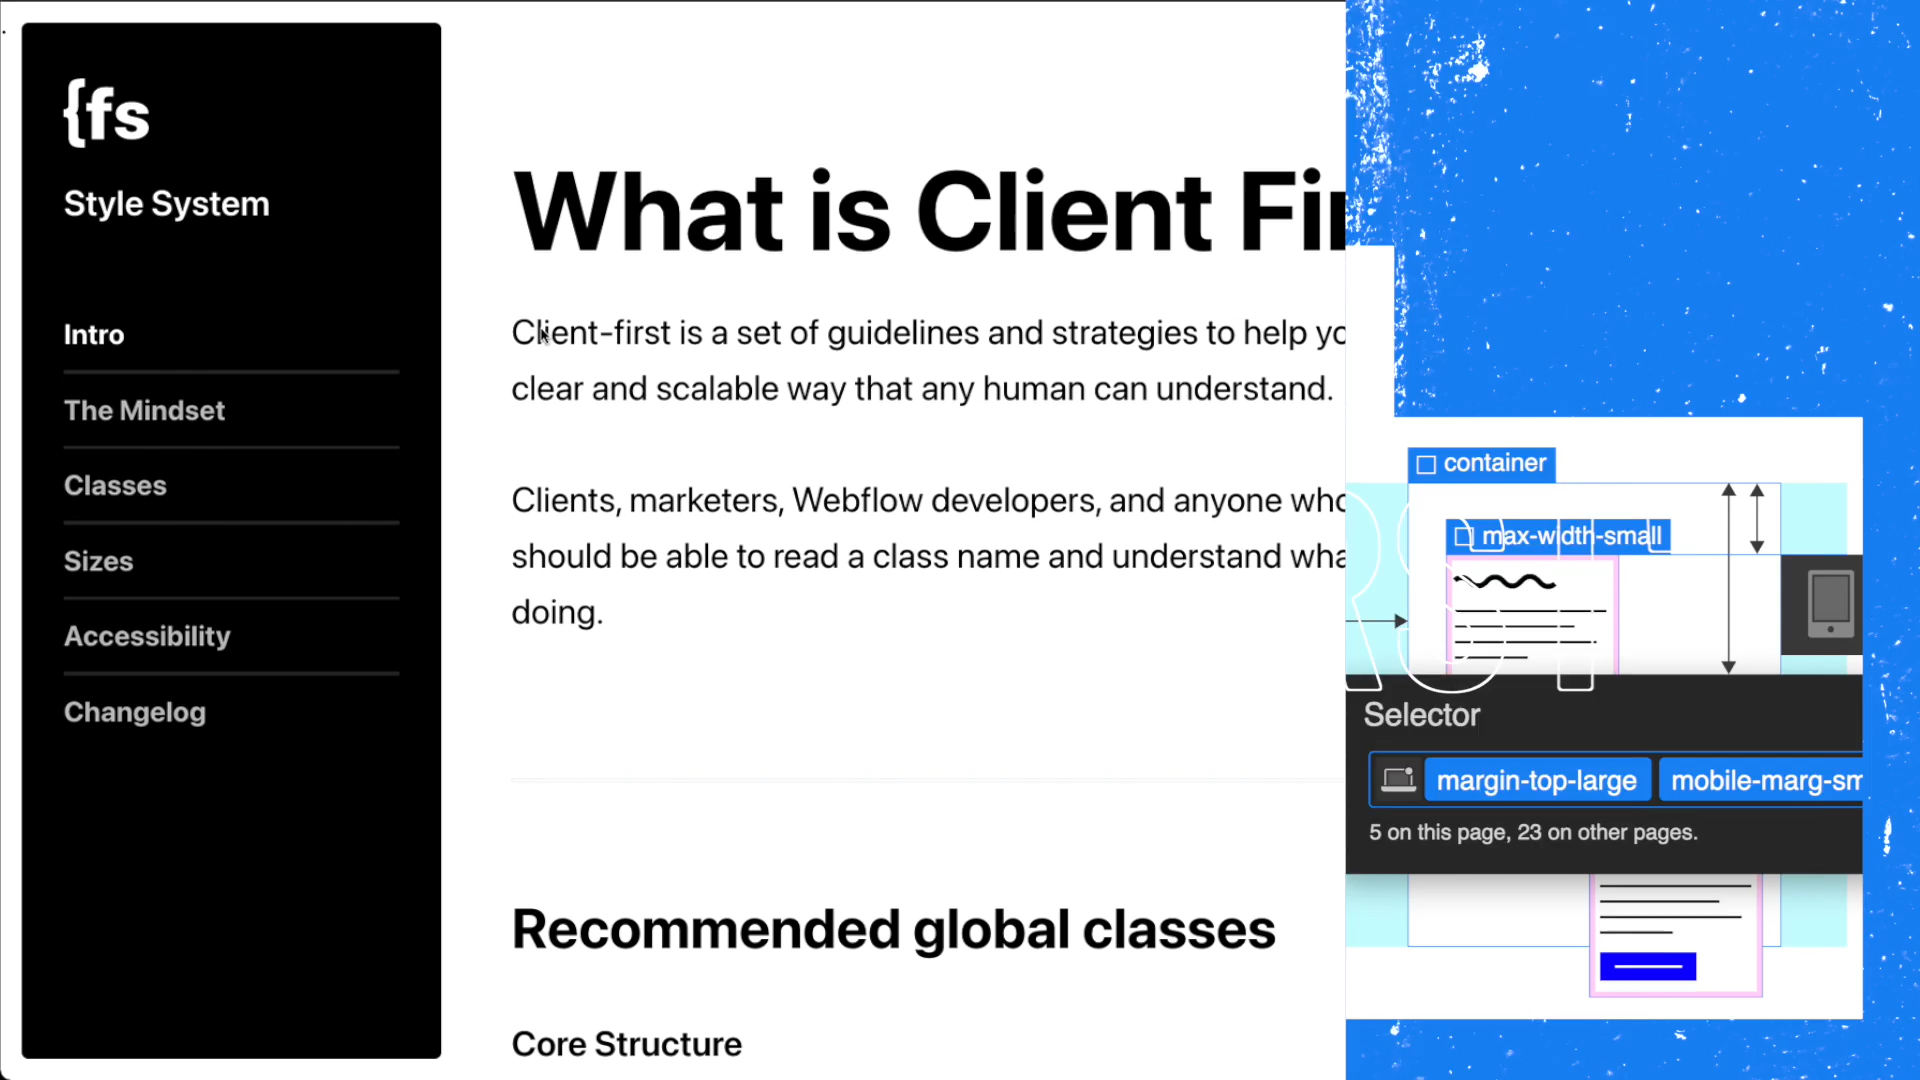 {fs
Style System
Intro
The Mindset
Classes
Sizes
Accessibility
Changelog
What is Client Fir
Client-first is a set of guidelines and strategies to help yo
clear and scalable way that any human can understand.
Clients, marketers, Webflow developers, and anyone who
should be able to read a class name and understand wha
doing.
Recommended global classes
Core Structure
container
max-width-small
RST
Selector
margin-top-large
mobile-marg-sm
5 on this page, 23 on other pages.